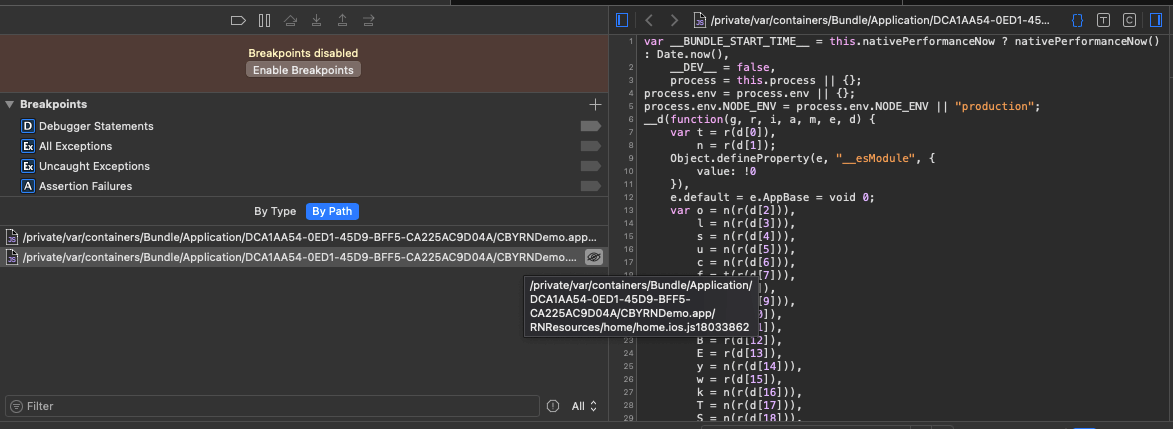 Breakpoints disabled
Enable Breakpoints
Breakpoints
D Debugger Statements
Ex All Exceptions
Ex Uncaught Exceptions
A Assertion Failures
By Type By Path
/private/var/containers/Bundle/Application/DCA1AA54-0ED1-45D9-BFF5-CA225AC9D04A/CBYRNDemo.app...
/private/var/containers/Bundle/Application/DCA1AA54-0ED1-45D9-BFF5-CA225AC9D04A/CBYRNDemo....
/private/var/containers/Bundle/Application/
DCA1AA54-0ED1-45D9-BFF5-
CA225AC9D04A/CBYRNDemo.app/
RNResources/home/home.ios.js18033862
Filter
All
/private/var/containers/Bundle/Application/DCA1AA54-0ED1-45...
{} T C
1 var __BUNDLE_START_TIME__ = this.nativePerformanceNow ? nativePerformanceNow()
: Date.now(),
2 __DEV__ = false,
3 process = this.process || {};
4 process.env = process.env || {};
5 process.env.NODE_ENV = process.env.NODE_ENV || "production";
6 __d(function(g, r, i, a, m, e, d) {
7 var t = r(d[0]),
8 n = r(d[1]);
9 Object.defineProperty(e, "__esModule", {
10 value: !0
11 }),
12 e.default = e.AppBase = void 0;
13 var o = n(r(d[2])),
14 l = n(r(d[3])),
15 s = n(r(d[4])),
16 u = n(r(d[5])),
17 c = n(r(d[6])),
18 f = t(r(d[7])),
]),
[9])),
]),
]),
23 B = r(d[12]),
24 E = r(d[13]),
25 y = n(r(d[14])),
26 w = r(d[15]),
27 k = n(r(d[16])),
28 T = n(r(d[17])),
29 S = n(r(d[18])),